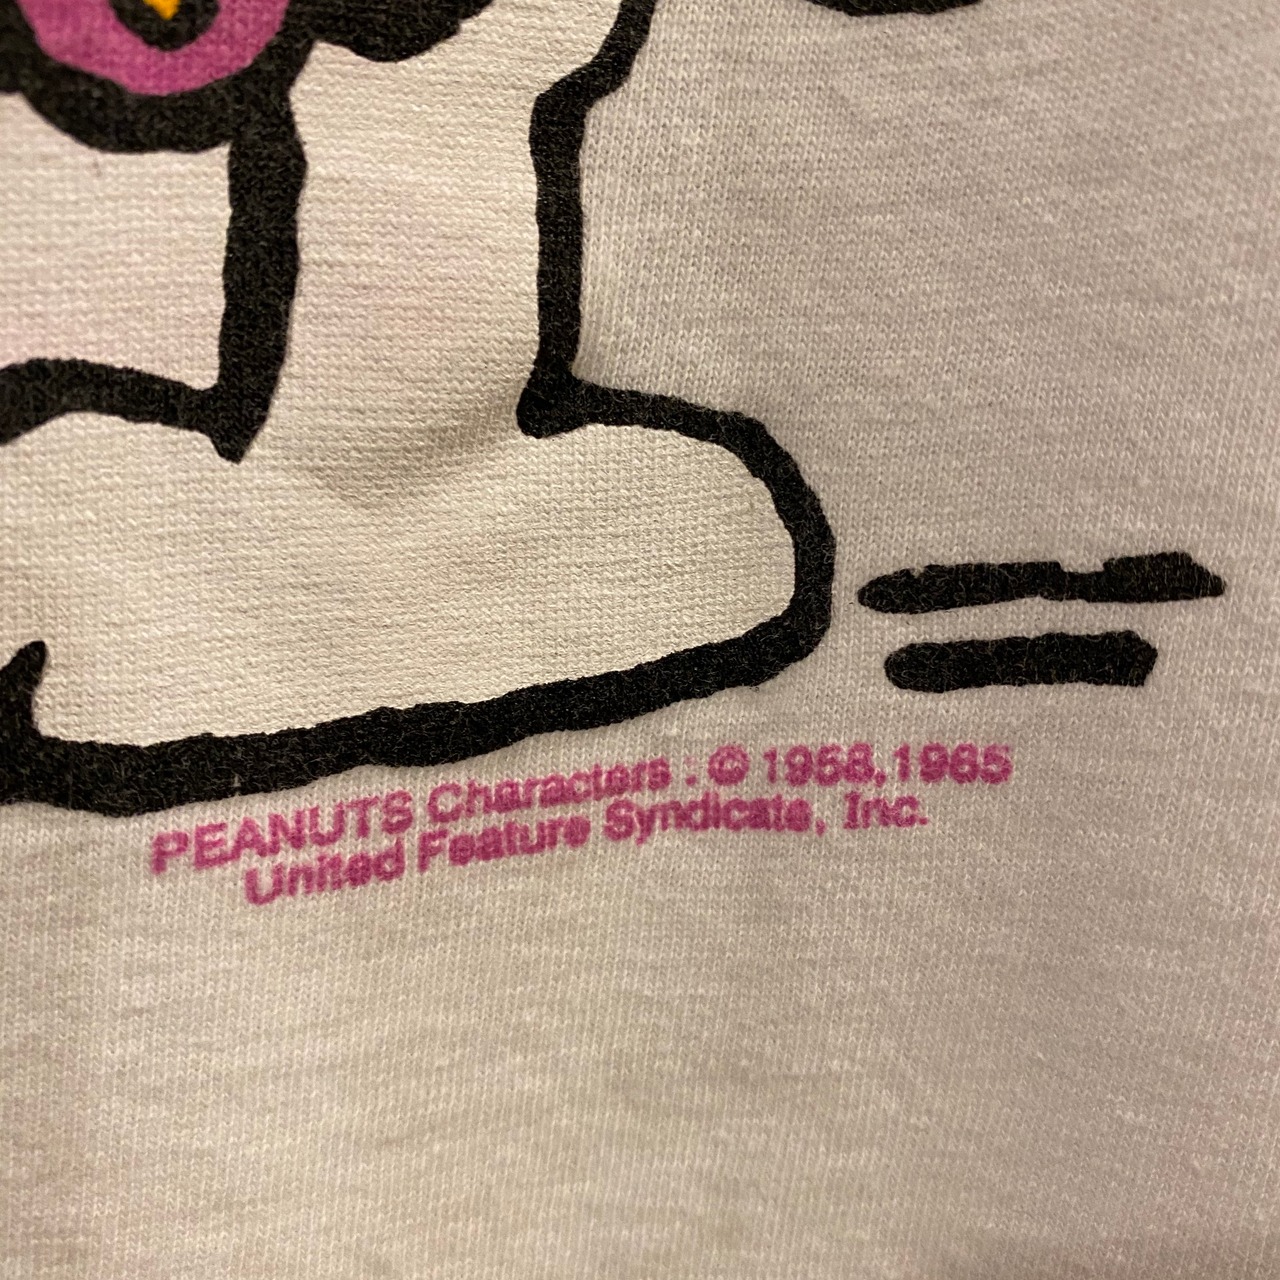 PEANUTS Characters : © 1958,1965
United Feature Syndicate, Inc.